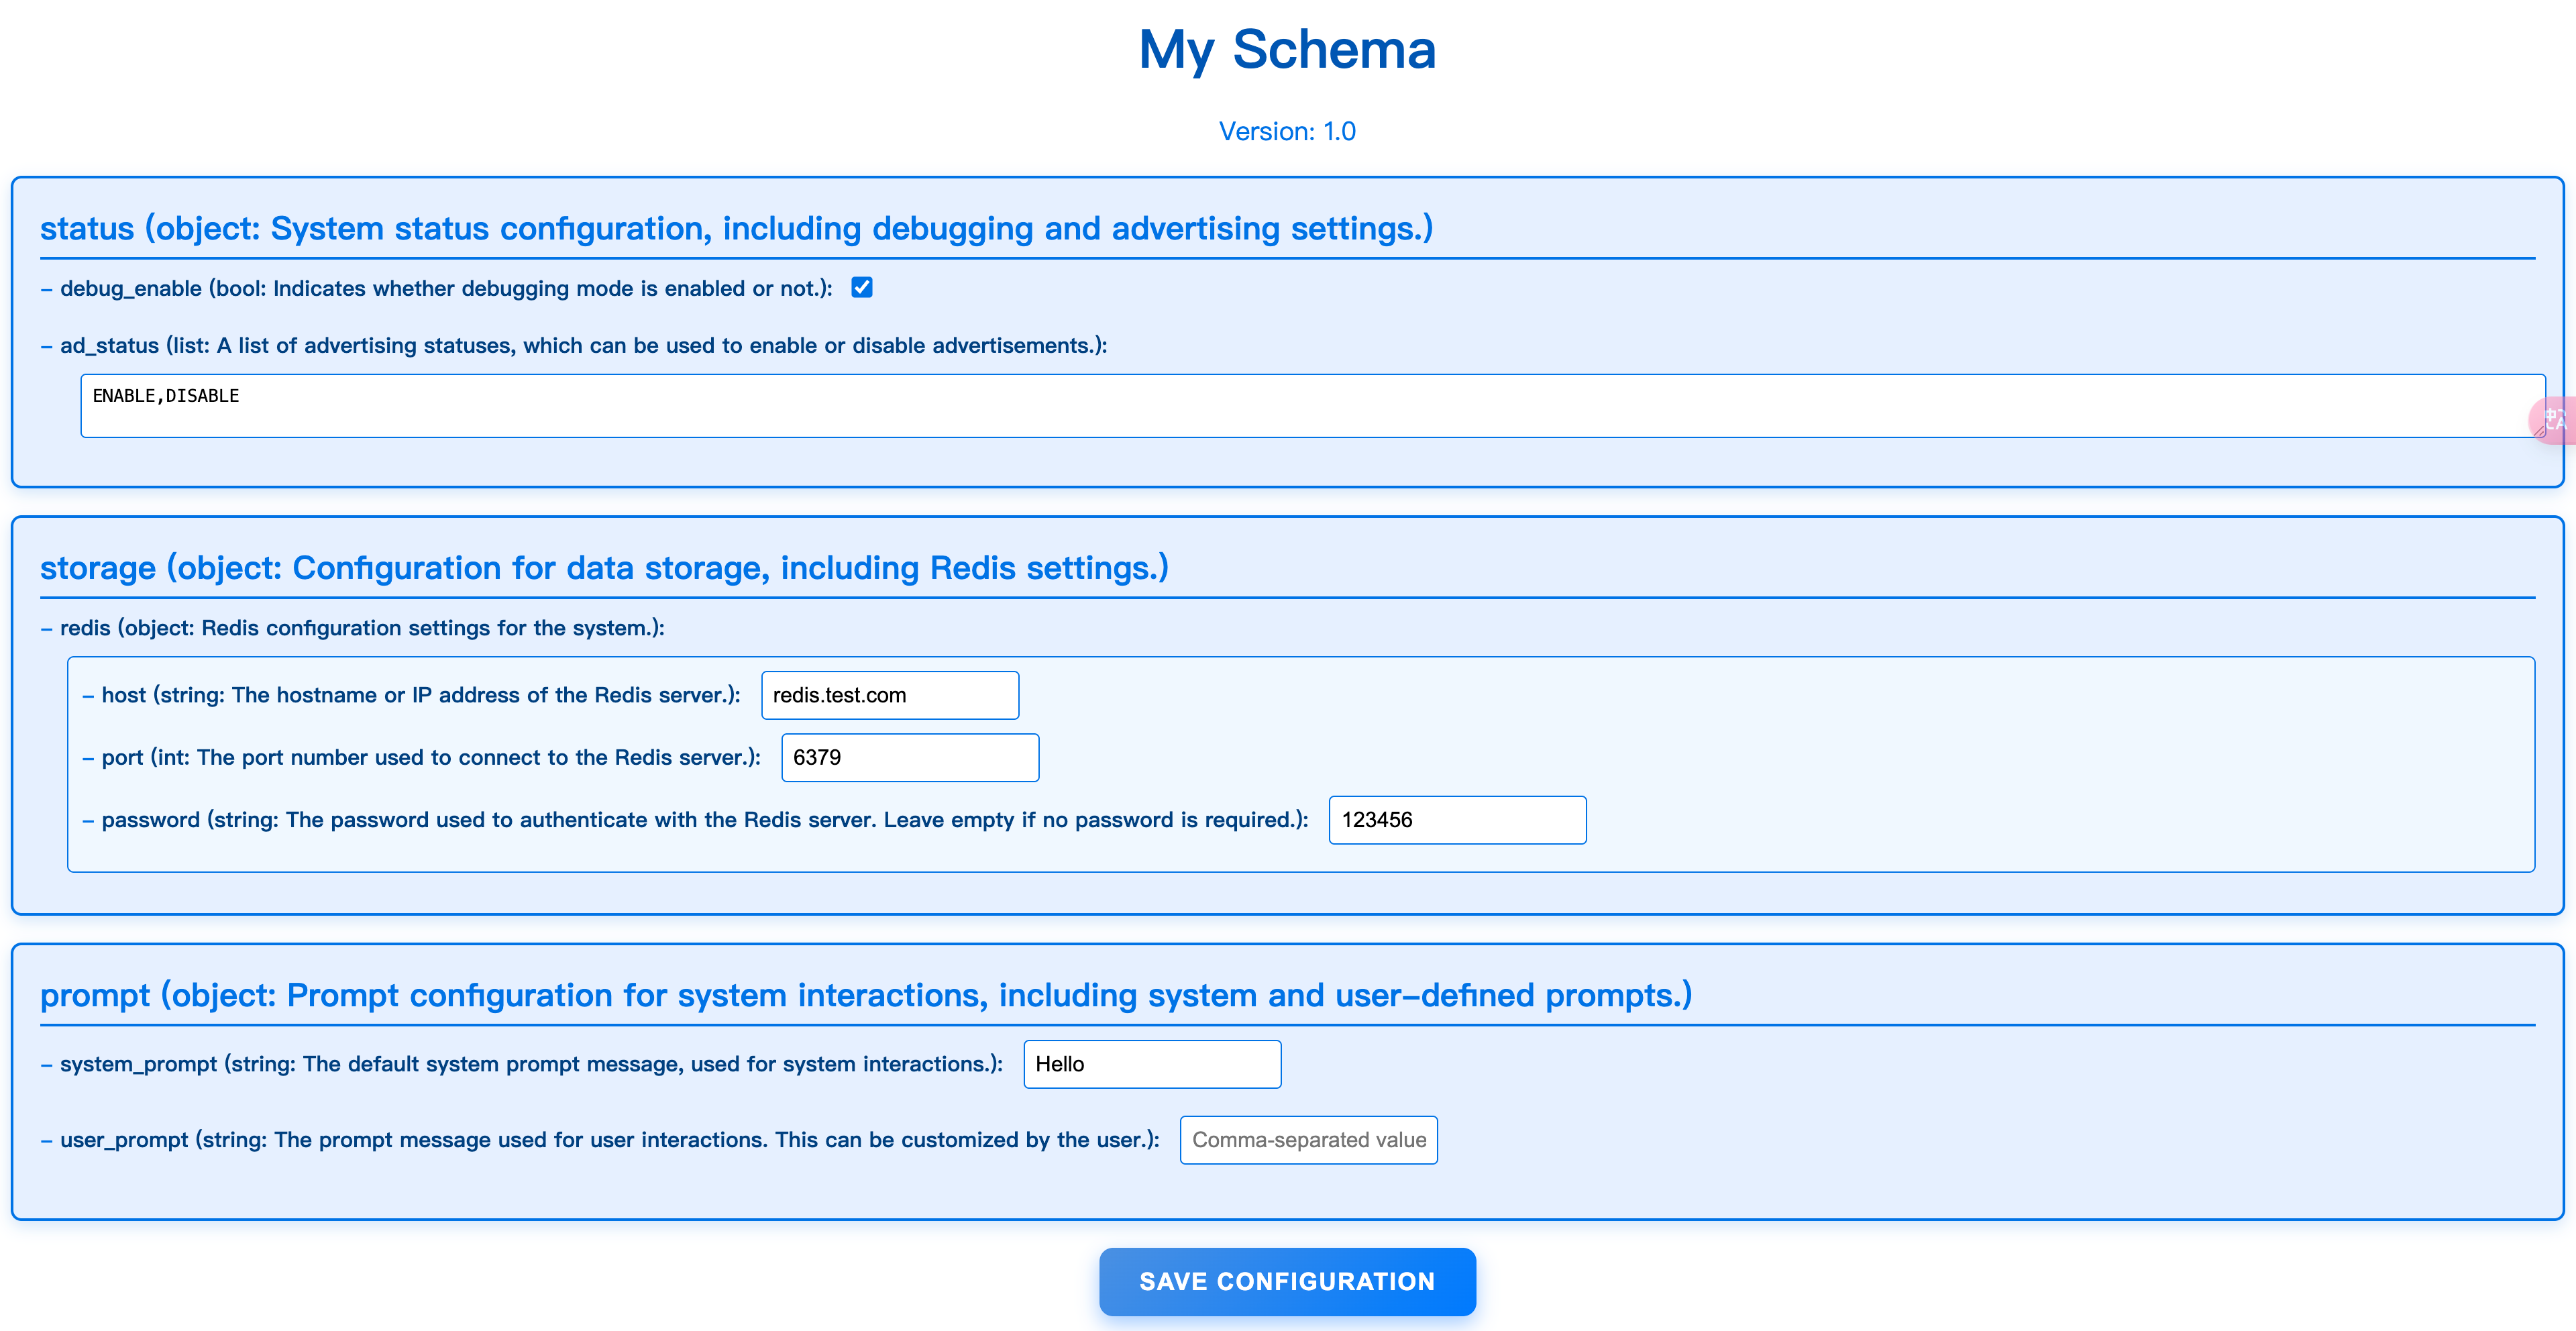 My Schema
Version: 1.0
status (object: System status configuration, including debugging and advertising settings.)
– debug_enable (bool: Indicates whether debugging mode is enabled or not.):
– ad_status (list: A list of advertising statuses, which can be used to enable or disable advertisements.):
ENABLE,DISABLE
storage (object: Configuration for data storage, including Redis settings.)
– redis (object: Redis configuration settings for the system.):
– host (string: The hostname or IP address of the Redis server.): redis.test.com
– port (int: The port number used to connect to the Redis server.): 6379
– password (string: The password used to authenticate with the Redis server. Leave empty if no password is required.): 123456
prompt (object: Prompt configuration for system interactions, including system and user–defined prompts.)
– system_prompt (string: The default system prompt message, used for system interactions.): Hello
– user_prompt (string: The prompt message used for user interactions. This can be customized by the user.): Comma-separated value
SAVE CONFIGURATION